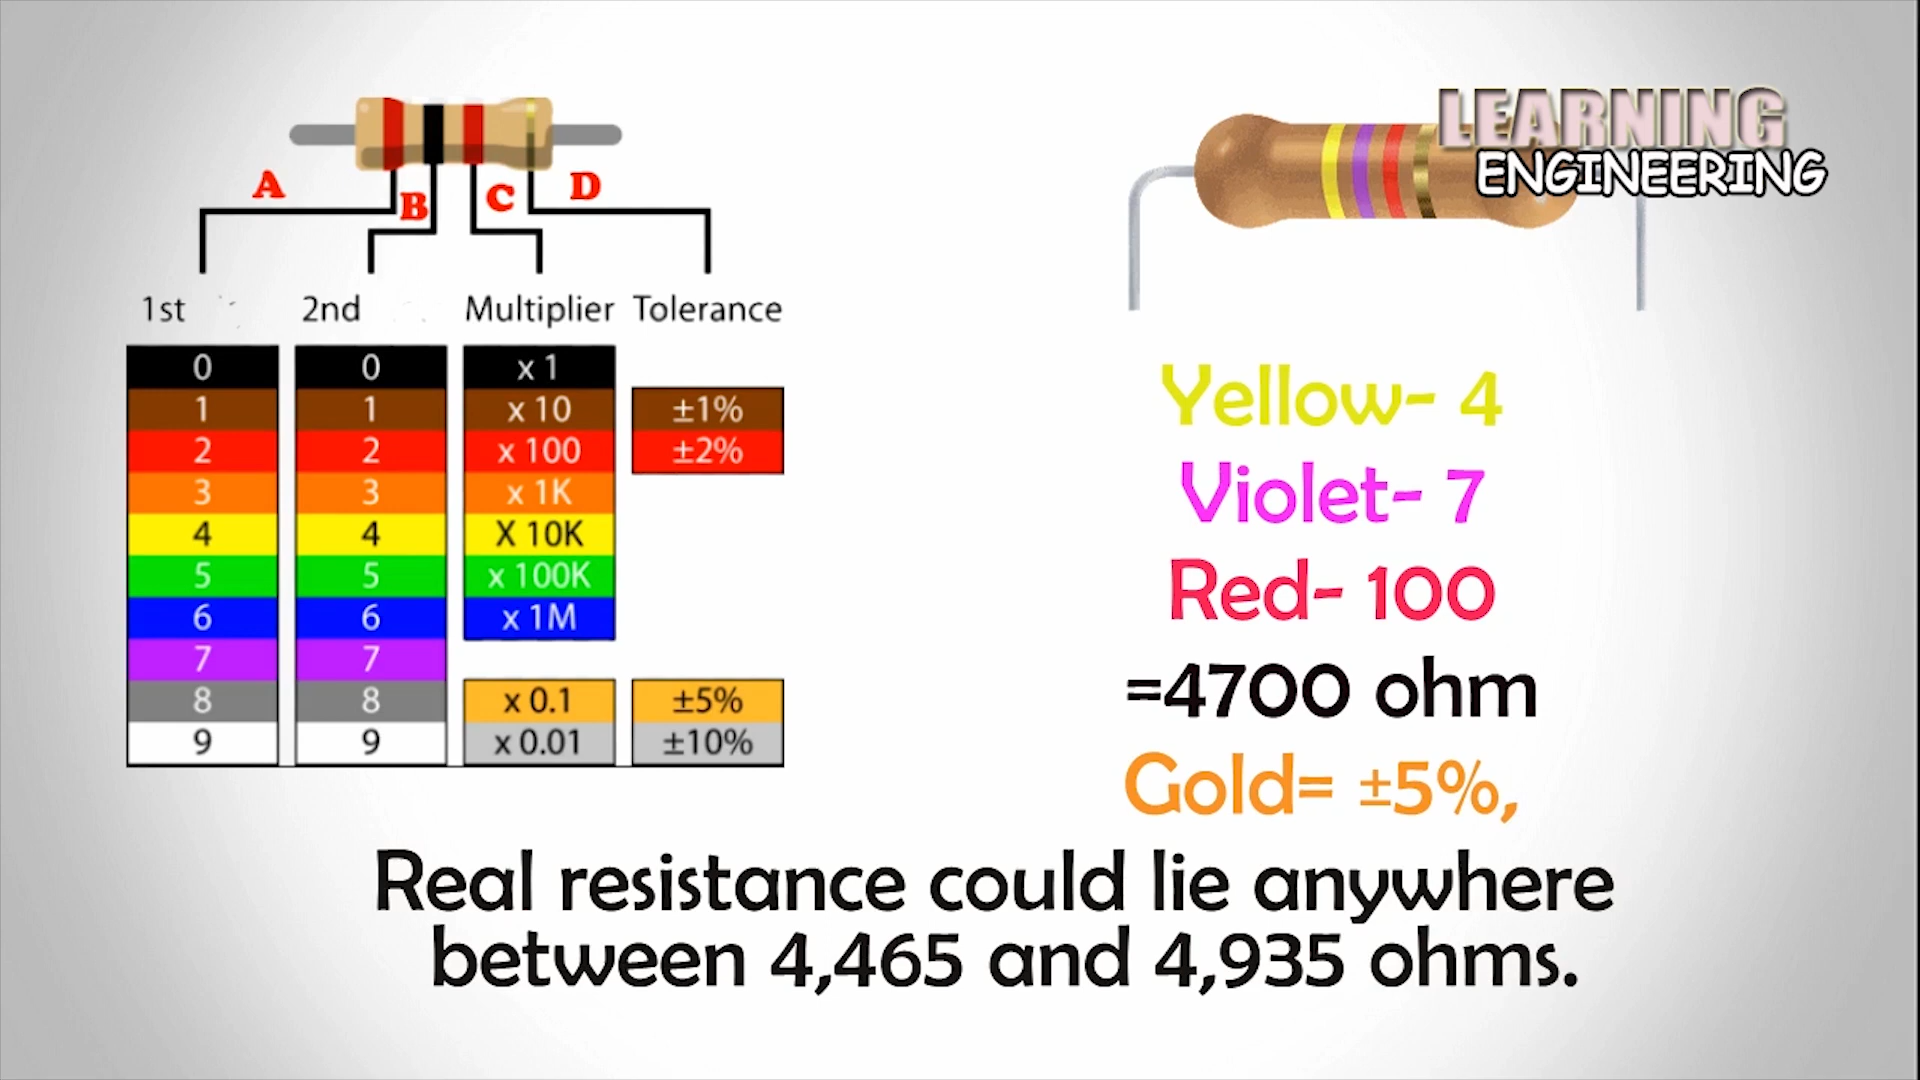 LEARNING
ENGINEERING
A
B
C
D
1st 2nd Multiplier Tolerance
0 0 x 1
1 1 x 10 ±1%
2 2 x 100 ±2%
3 3 x 1K
4 4 X 10K
5 5 x 100K
6 6 x 1M
7 7
8 8 x 0.1 ±5%
9 9 x 0.01 ±10%
Yellow- 4
Violet- 7
Red- 100
=4700 ohm
Gold= ±5%,
Real resistance could lie anywhere
between 4,465 and 4,935 ohms.